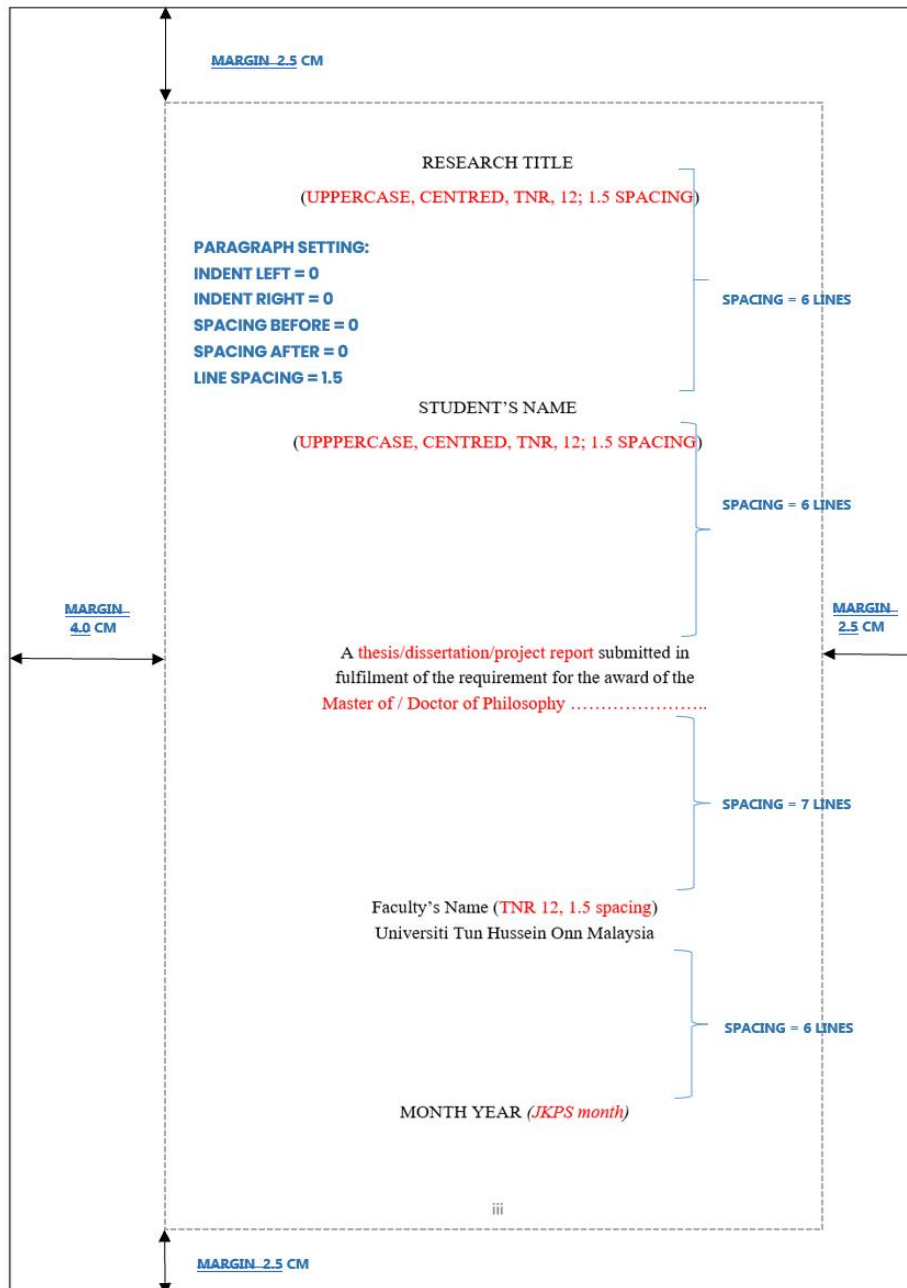 MARGIN 2.5 CM
RESEARCH TITLE
(UPPERCASE, CENTRED, TNR, 12; 1.5 SPACING)
PARAGRAPH SETTING:
INDENT LEFT = 0
INDENT RIGHT = 0
SPACING BEFORE = 0
SPACING AFTER = 0
LINE SPACING = 1.5
SPACING = 6 LINES
STUDENT’S NAME
(UPPPERCASE, CENTRED, TNR, 12; 1.5 SPACING)
SPACING = 6 LINES
MARGIN
4.0 CM
MARGIN
2.5 CM
A thesis/dissertation/project report submitted in
fulfilment of the requirement for the award of the
Master of / Doctor of Philosophy …………………..
SPACING = 7 LINES
Faculty’s Name (TNR 12, 1.5 spacing)
Universiti Tun Hussein Onn Malaysia
SPACING = 6 LINES
MONTH YEAR (JKPS month)
iii
MARGIN 2.5 CM